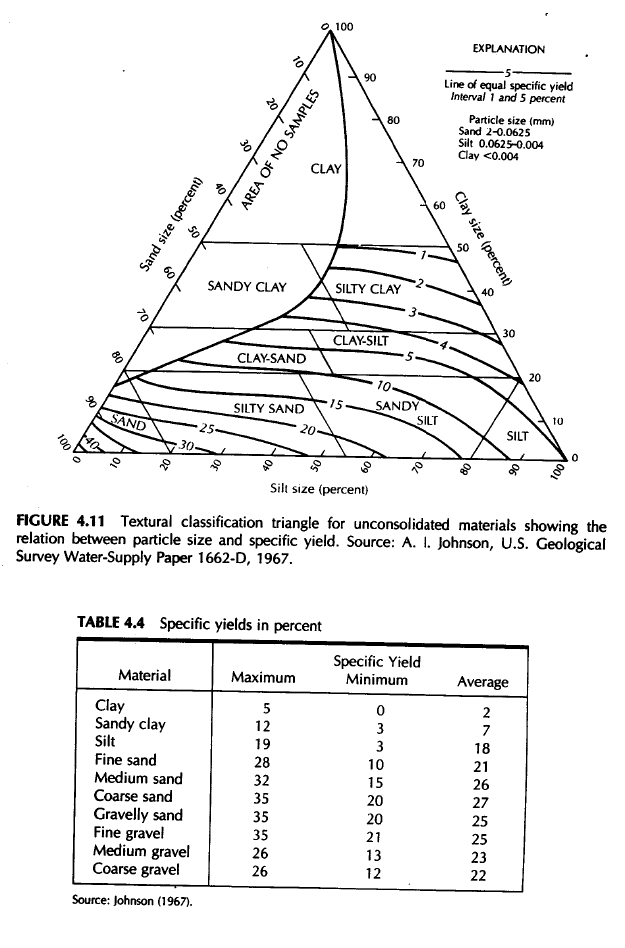 0 100
EXPLANATION
5
Line of equal specific yield
Interval 1 and 5 percent
Particle size (mm)
Sand 2-0.0625
Silt 0.0625-0.004
Clay <0.004
10
20
30
40
50
60
70
80
90
100
Sand size (percent)
90
80
70
60
50
40
30
20
10
0
Clay size (percent)
AREA OF NO SAMPLES
CLAY
SANDY CLAY
SILTY CLAY
CLAY-SILT
CLAY-SAND
SILTY SAND
SANDY
SILT
SAND
SILT
1
2
3
4
5
10
15
20
25
30
40
0
10
20
30
40
50
60
70
80
90
100
Silt size (percent)
FIGURE 4.11 Textural classification triangle for unconsolidated materials showing the
relation between particle size and specific yield. Source: A. I. Johnson, U.S. Geological
Survey Water-Supply Paper 1662-D, 1967.
TABLE 4.4 Specific yields in percent
Specific Yield
Material Maximum Minimum Average
Clay 5 0 2
Sandy clay 12 3 7
Silt 19 3 18
Fine sand 28 10 21
Medium sand 32 15 26
Coarse sand 35 20 27
Gravelly sand 35 20 25
Fine gravel 35 21 25
Medium gravel 26 13 23
Coarse gravel 26 12 22
Source: Johnson (1967).